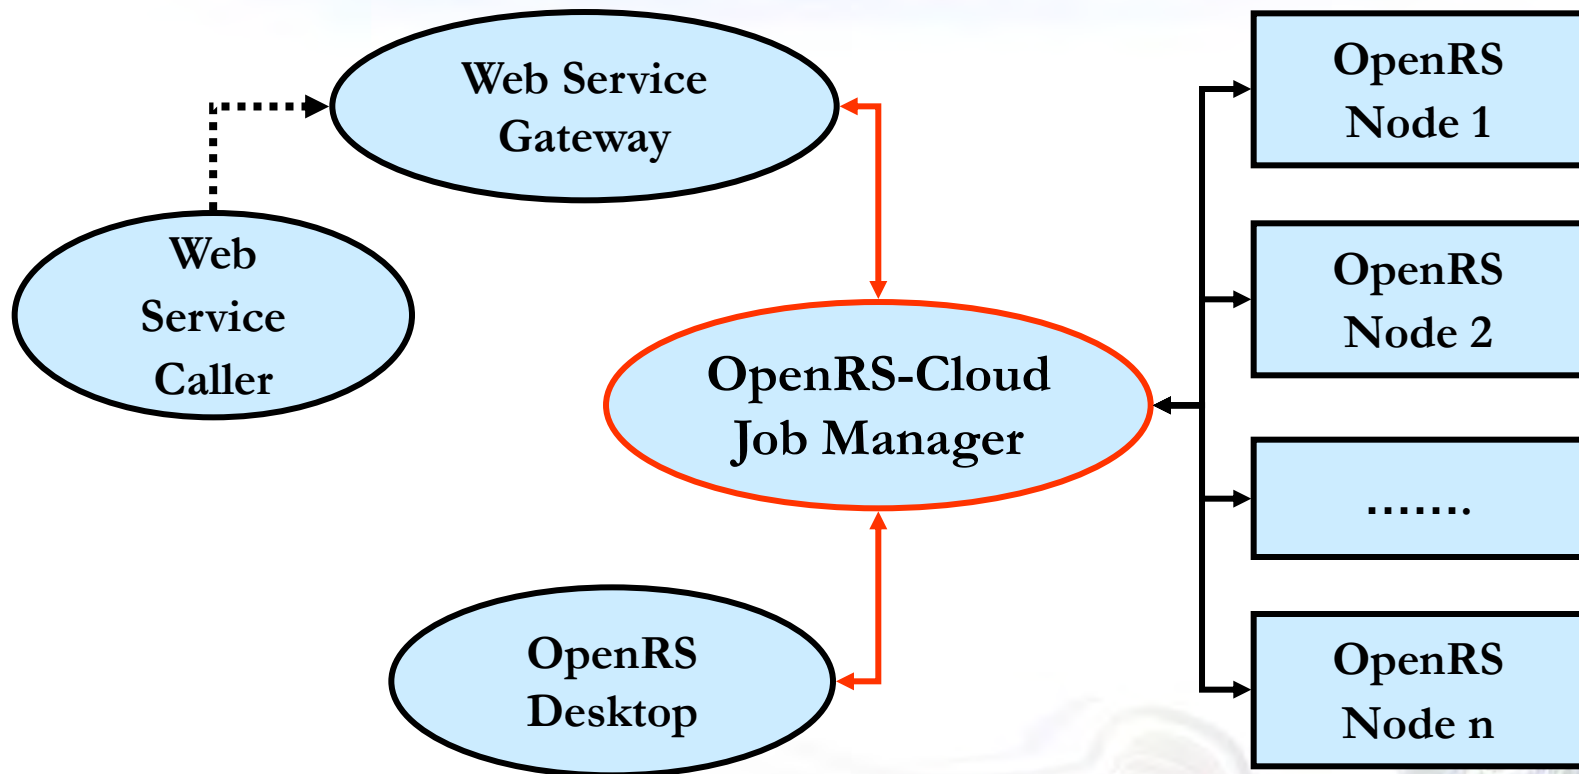 Web Service
Gateway
Web
Service
Caller
OpenRS-Cloud
Job Manager
OpenRS
Desktop
OpenRS
Node 1
OpenRS
Node 2
.......
OpenRS
Node n